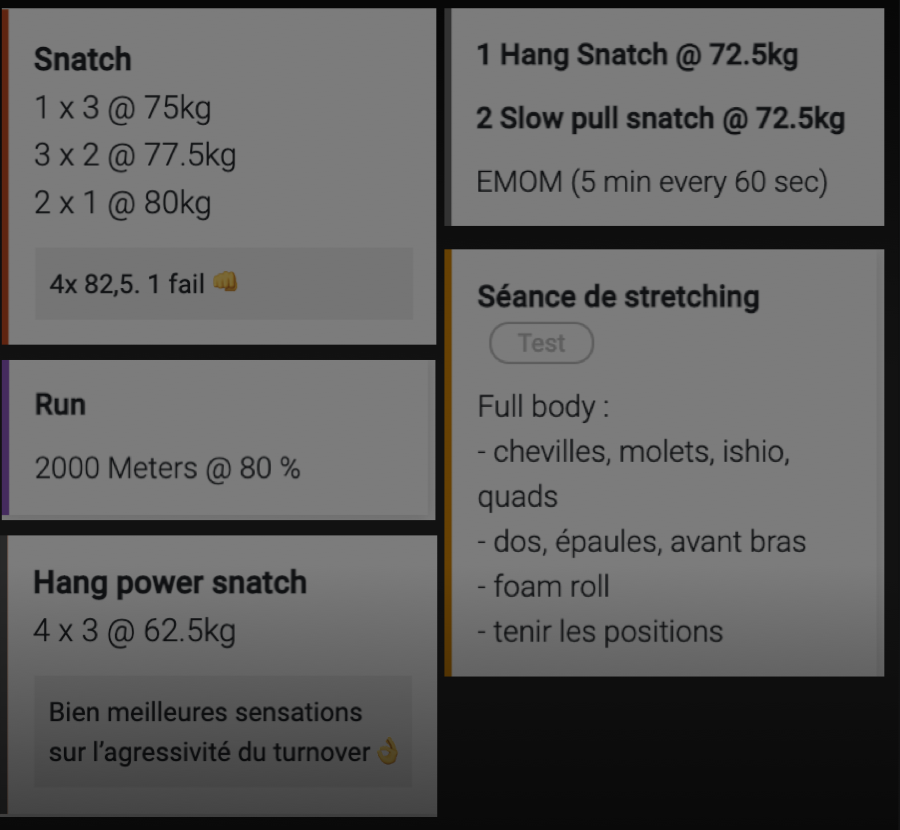 Snatch
1 x 3 @ 75kg
3 x 2 @ 77.5kg
2 x 1 @ 80kg
4x 82,5. 1 fail 👊
Run
2000 Meters @ 80 %
Hang power snatch
4 x 3 @ 62.5kg
Bien meilleures sensations
sur l’agressivité du turnover 👌
1 Hang Snatch @ 72.5kg
2 Slow pull snatch @ 72.5kg
EMOM (5 min every 60 sec)
Séance de stretching
Test
Full body :
- chevilles, molets, ishio,
quads
- dos, épaules, avant bras
- foam roll
- tenir les positions